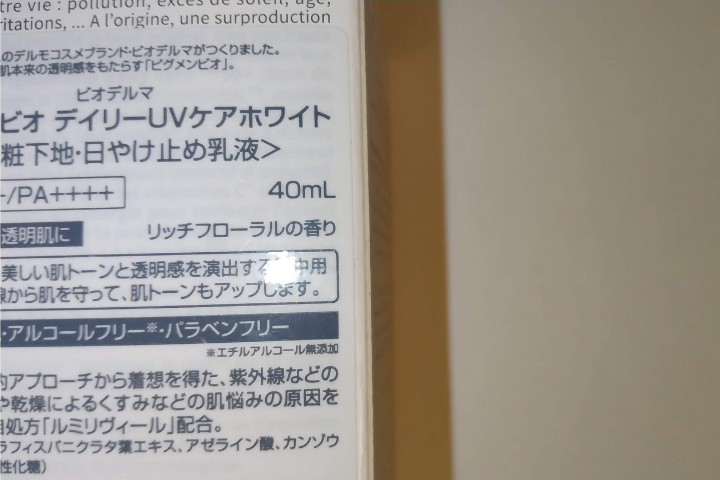 tre vie : pollution, excès de soleil, âge,
ritations, ... A l'origine, une surproduction
のデルモコスメブランド・ビオデルマがつくりました。
肌本来の透明感をもたらす「ピグメンビオ」。
ビオデルマ
ビオ デイリーUVケアホワイト
粧下地・日やけ止め乳液＞
/PA++++
40mL
透明肌に
リッチフローラルの香り
美しい肌トーンと透明感を演出する 中用
線から肌を守って、肌トーンもアップします。
・アルコールフリー※・パラベンフリー
※エチルアルコール無添加
的アプローチから着想を得た、紫外線などの
や乾燥によるくすみなどの肌悩みの原因を
処方「ルミリヴィール」配合。
ラフィスパニクラタ葉エキス、アゼライン酸、カンゾウ
性化糖）